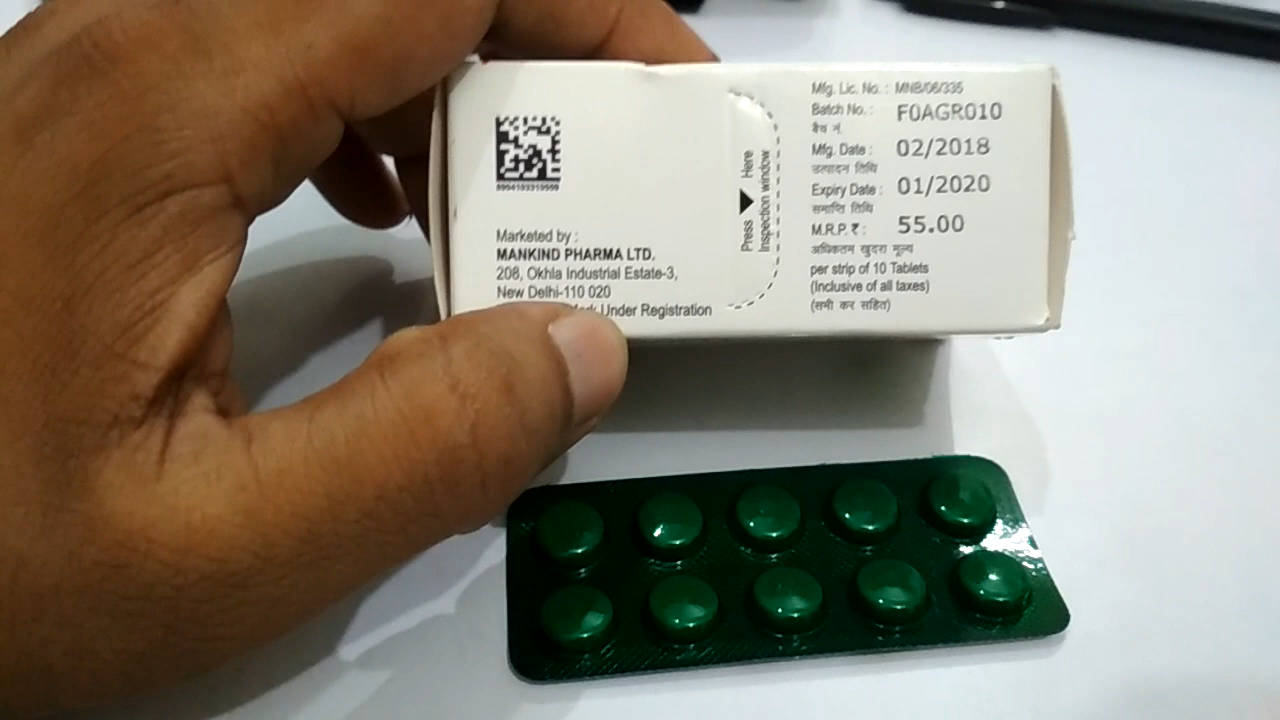 Marketed by :
MANKIND PHARMA LTD.
208, Okhla Industrial Estate-3,
New Delhi-110 020
Under Registration
Press ▼ Here
Inspection window
Mfg. Lic. No. : MNB/06/335
Batch No. : F0AGR010
बैच नं.
Mfg. Date : 02/2018
उत्पादन तिथि
Expiry Date : 01/2020
समाप्ति तिथि
M.R.P. ₹ : 55.00
अधिकतम खुदरा मूल्य
per strip of 10 Tablets
(Inclusive of all taxes)
(सभी कर सहित)